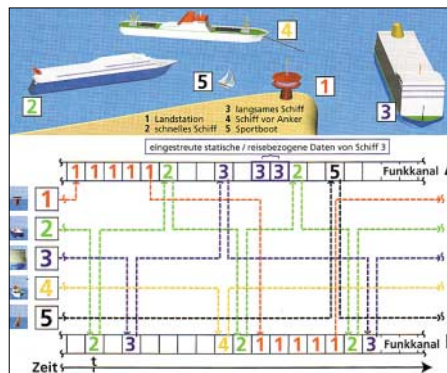 4
5
1
2
3
1 Landstation
2 schnelles Schiff
3 langsames Schiff
4 Schiff vor Anker
5 Sportboot
eingestreute statische / reisebezogene Daten von Schiff 3
1 1 1 1 1 2 3 3 3 2 5 Funkkanal
1
2
3
4
5
2 3 4 2 1 1 1 1 1 2 3 Funkkanal
Zeit
t